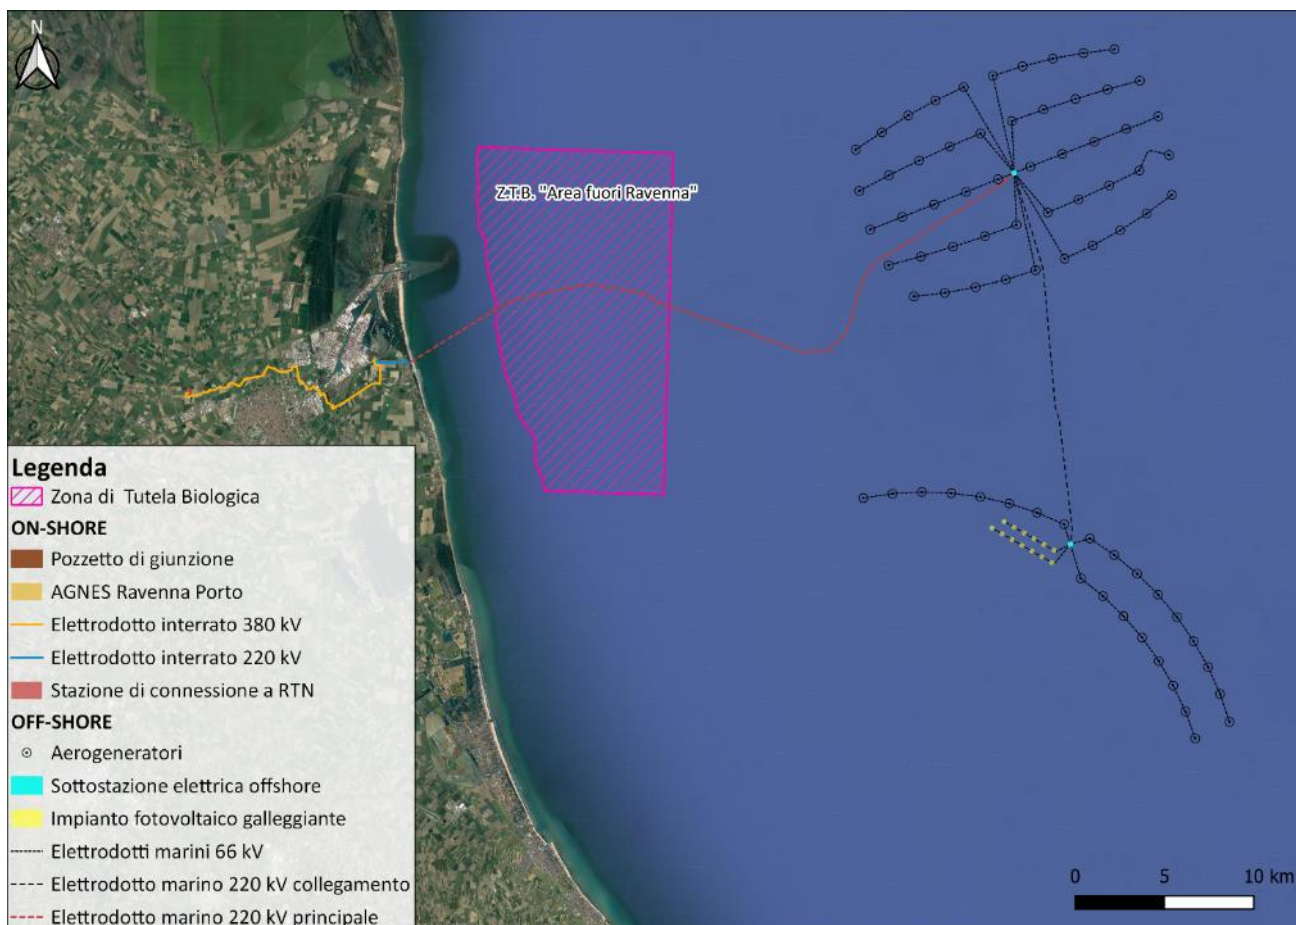 N
Z.T.B. "Area fuori Ravenna"
Legenda
Zona di Tutela Biologica
ON-SHORE
Pozzetto di giunzione
AGNES Ravenna Porto
Elettrodotto interrato 380 kV
Elettrodotto interrato 220 kV
Stazione di connessione a RTN
OFF-SHORE
Aerogeneratori
Sottostazione elettrica offshore
Impianto fotovoltaico galleggiante
Elettrodotti marini 66 kV
Elettrodotto marino 220 kV collegamento
Elettrodotto marino 220 kV principale
0 5 10 km